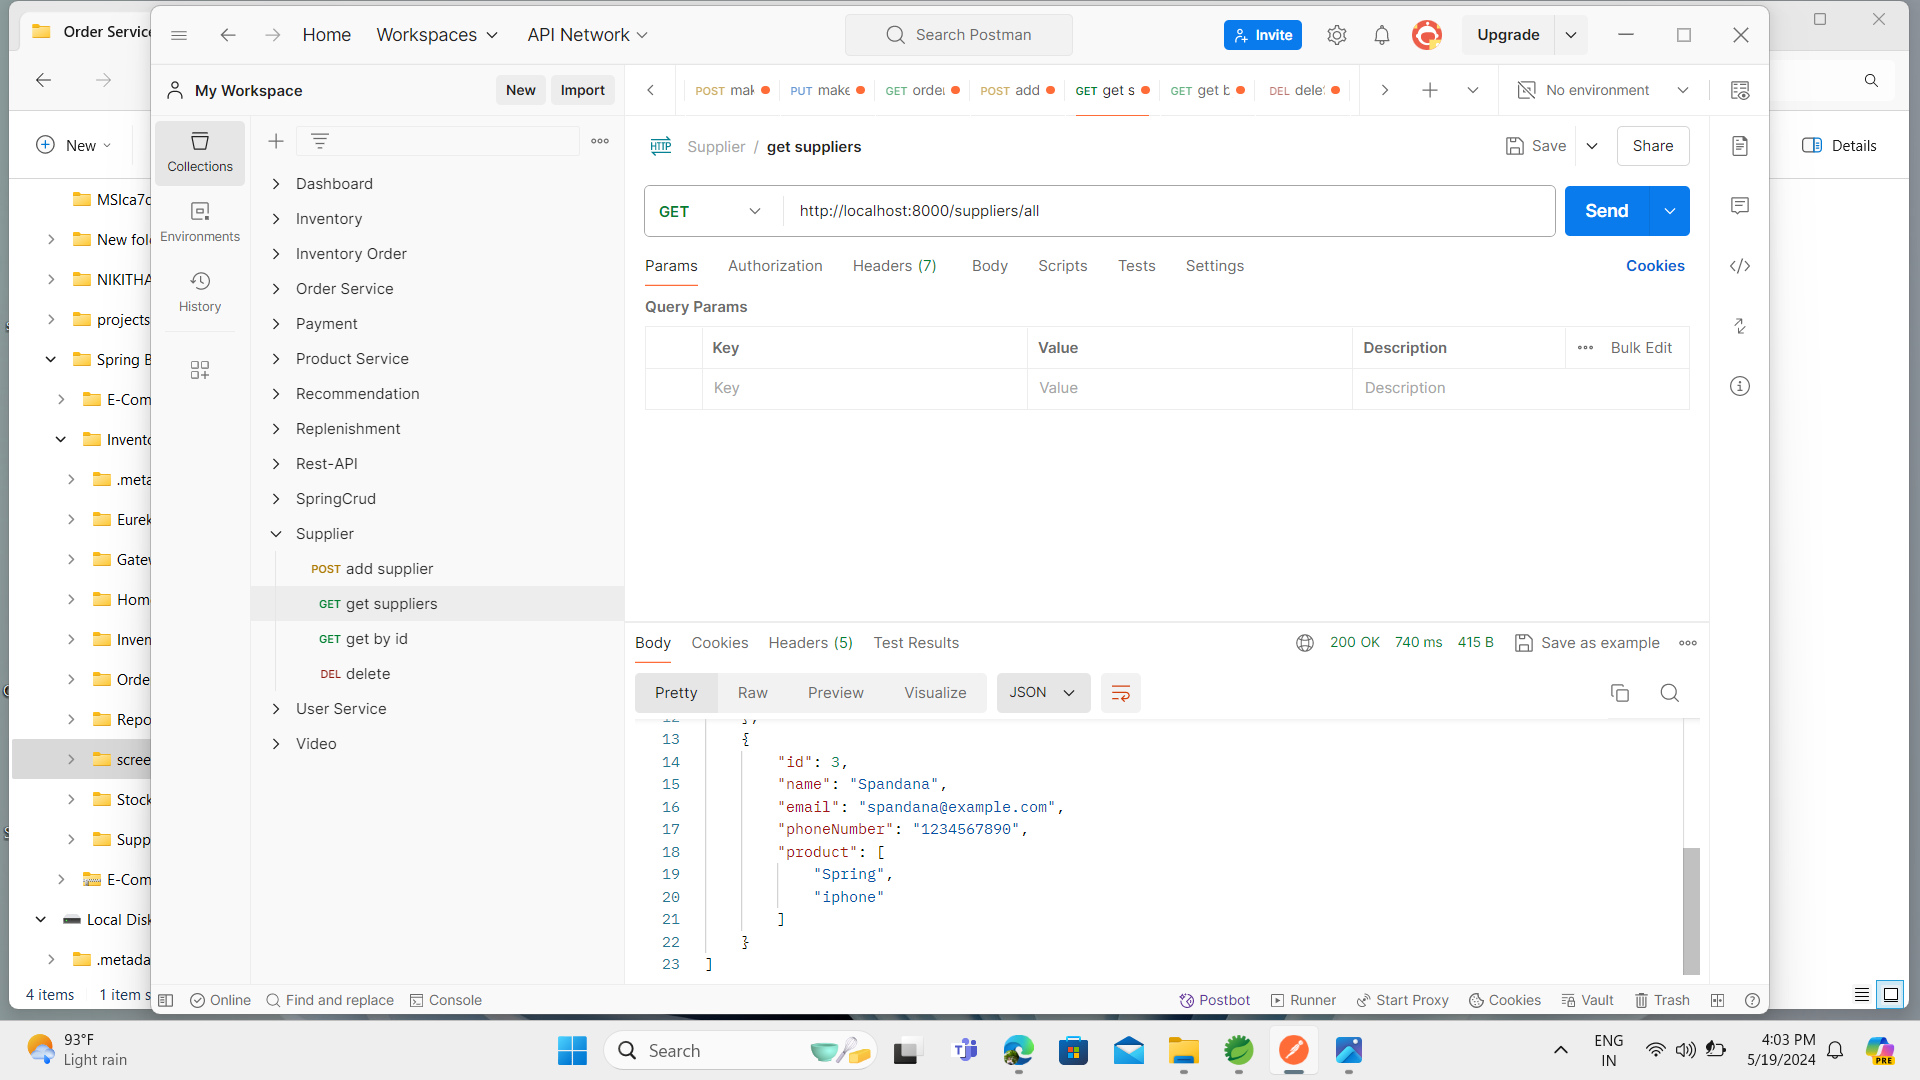 Order Service
Home
Workspaces
API Network
Search Postman
Invite
Upgrade
My Workspace
New
Import
POST mak
PUT make
GET order
POST add
GET get s
GET get b
DEL dele
No environment
New
Details
Collections
Environments
History
Dashboard
Inventory
Inventory Order
Order Service
Payment
Product Service
Recommendation
Replenishment
Rest-API
SpringCrud
Supplier
POST add supplier
GET get suppliers
GET get by id
DEL delete
User Service
Video
MSIca7c
New fol
NIKITHA
projects
Spring B
E-Com
Invento
.meta
Eurek
Gatev
Hom
Inven
Orde
Repo
scree
Stock
Supp
E-Com
Local Disk
.metada
4 items
1 item s
HTTP
Supplier / get suppliers
Save
Share
GET
http://localhost:8000/suppliers/all
Send
Params
Authorization
Headers (7)
Body
Scripts
Tests
Settings
Cookies
Query Params
Key
Value
Description
Bulk Edit
Key
Value
Description
Body
Cookies
Headers (5)
Test Results
200 OK
740 ms
415 B
Save as example
Pretty
Raw
Preview
Visualize
JSON
12 },
13 {
14 "id": 3,
15 "name": "Spandana",
16 "email": "spandana@example.com",
17 "phoneNumber": "1234567890",
18 "product": [
19 "Spring",
20 "iphone"
21 ]
22 }
23 ]
Online
Find and replace
Console
Postbot
Runner
Start Proxy
Cookies
Vault
Trash
93°F
Light rain
Search
ENG
IN
4:03 PM
5/19/2024
PRE